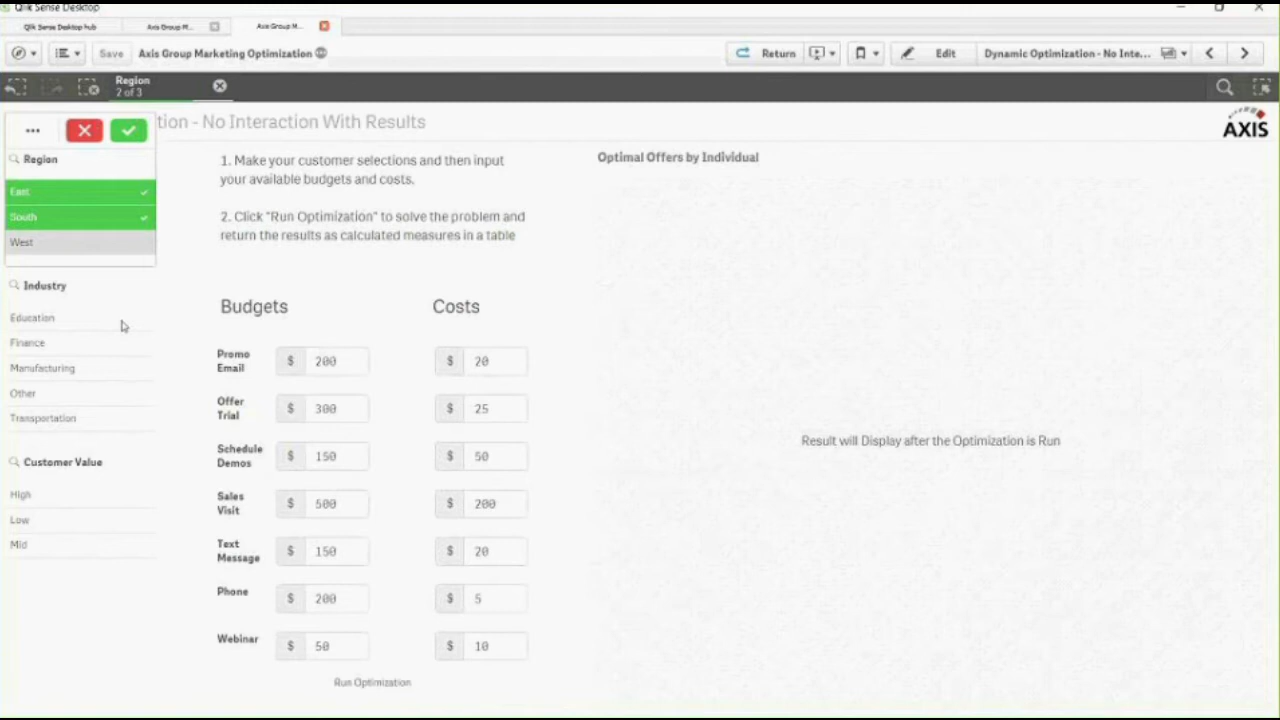 Qlik Sense Desktop
Qlik Sense Desktop hub
Axis Group M...
Axis Group M...
Save
Axis Group Marketing Optimization
Return
Edit
Dynamic Optimization - No Inte...
Region
2 of 3
tion - No Interaction With Results
AXIS
Region
East
South
West
Industry
Education
Finance
Manufacturing
Other
Transportation
Customer Value
High
Low
Mid
1. Make your customer selections and then input
your available budgets and costs.
2. Click "Run Optimization" to solve the problem and
return the results as calculated measures in a table
Budgets
Costs
Promo
Email
$ 200
$ 20
Offer
Trial
$ 300
$ 25
Schedule
Demos
$ 150
$ 50
Sales
Visit
$ 500
$ 200
Text
Message
$ 150
$ 20
Phone
$ 200
$ 5
Webinar
$ 50
$ 10
Run Optimization
Optimal Offers by Individual
Result will Display after the Optimization is Run